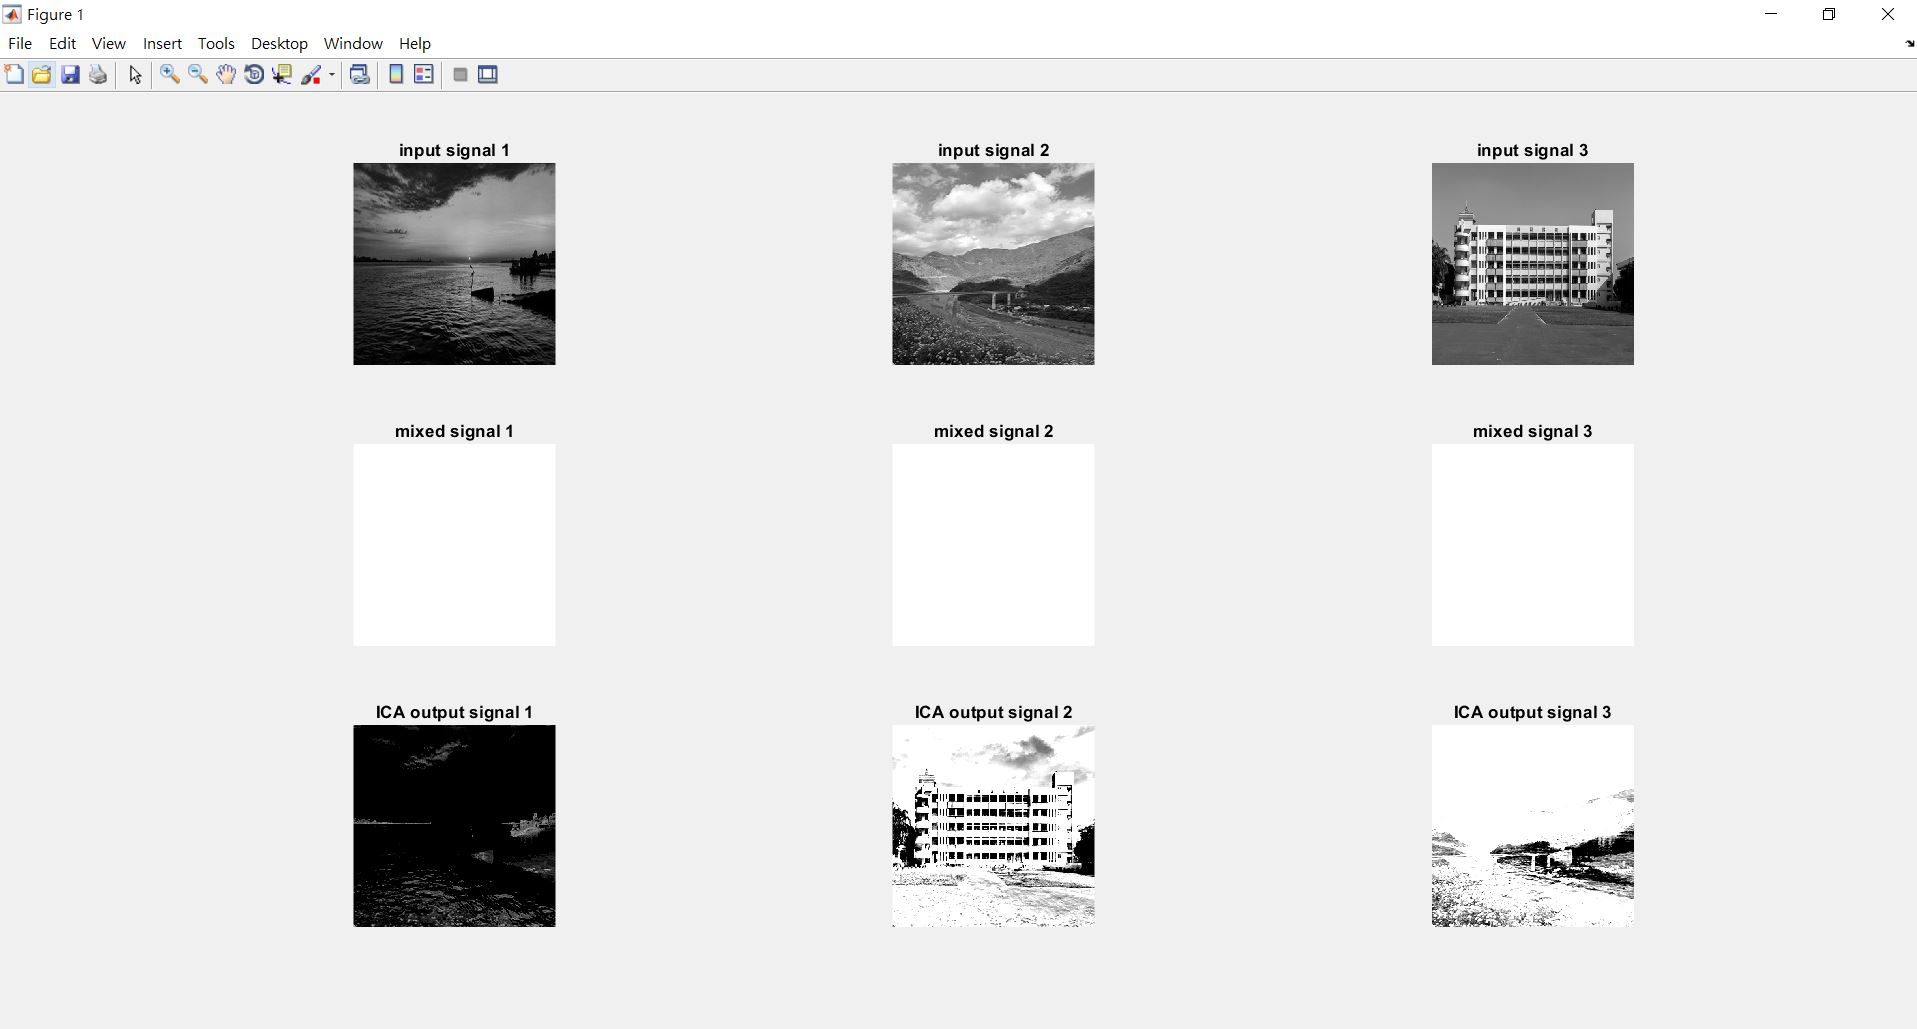 Figure 1
File Edit View Insert Tools Desktop Window Help
input signal 1 input signal 2 input signal 3
mixed signal 1 mixed signal 2 mixed signal 3
ICA output signal 1 ICA output signal 2 ICA output signal 3